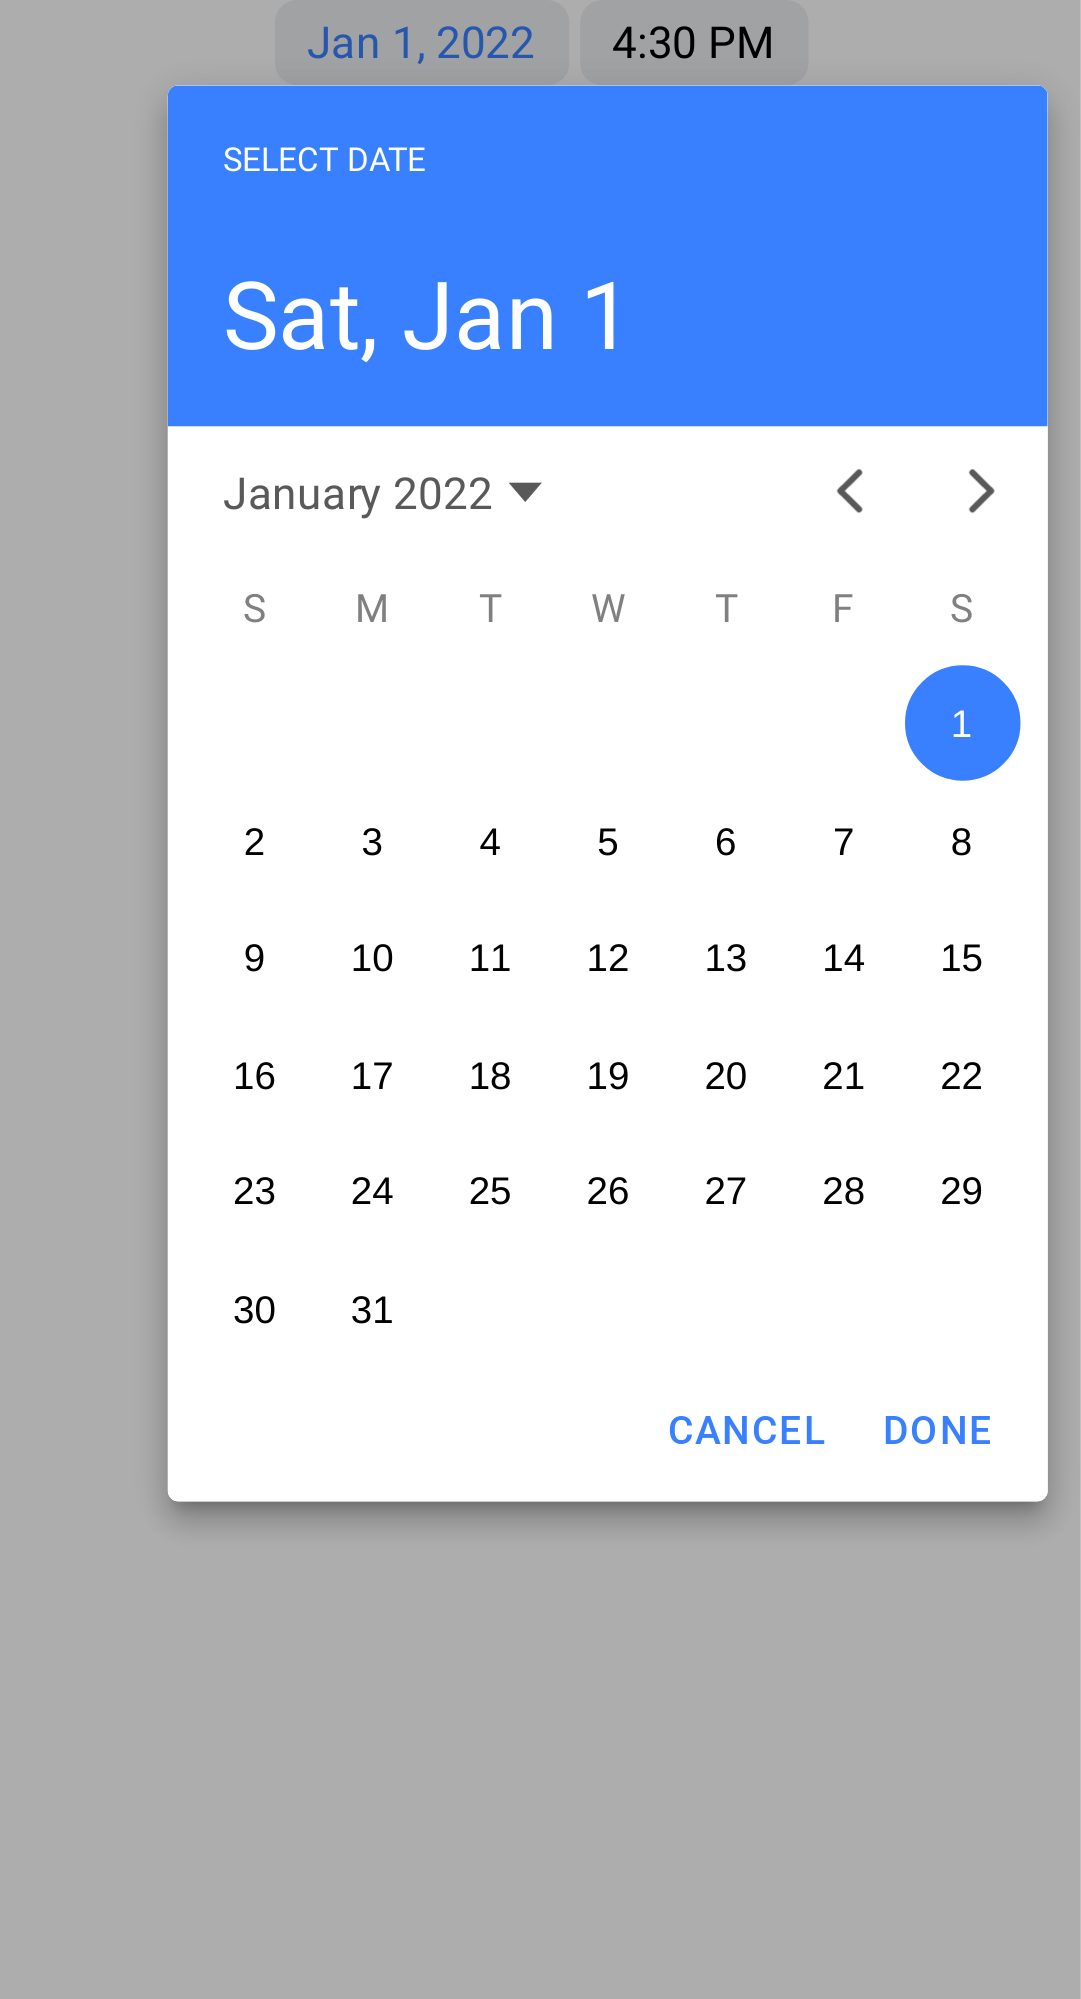 Jan 1, 2022 4:30 PM
SELECT DATE
Sat, Jan 1
January 2022
S M T W T F S
1
2 3 4 5 6 7 8
9 10 11 12 13 14 15
16 17 18 19 20 21 22
23 24 25 26 27 28 29
30 31
CANCEL DONE